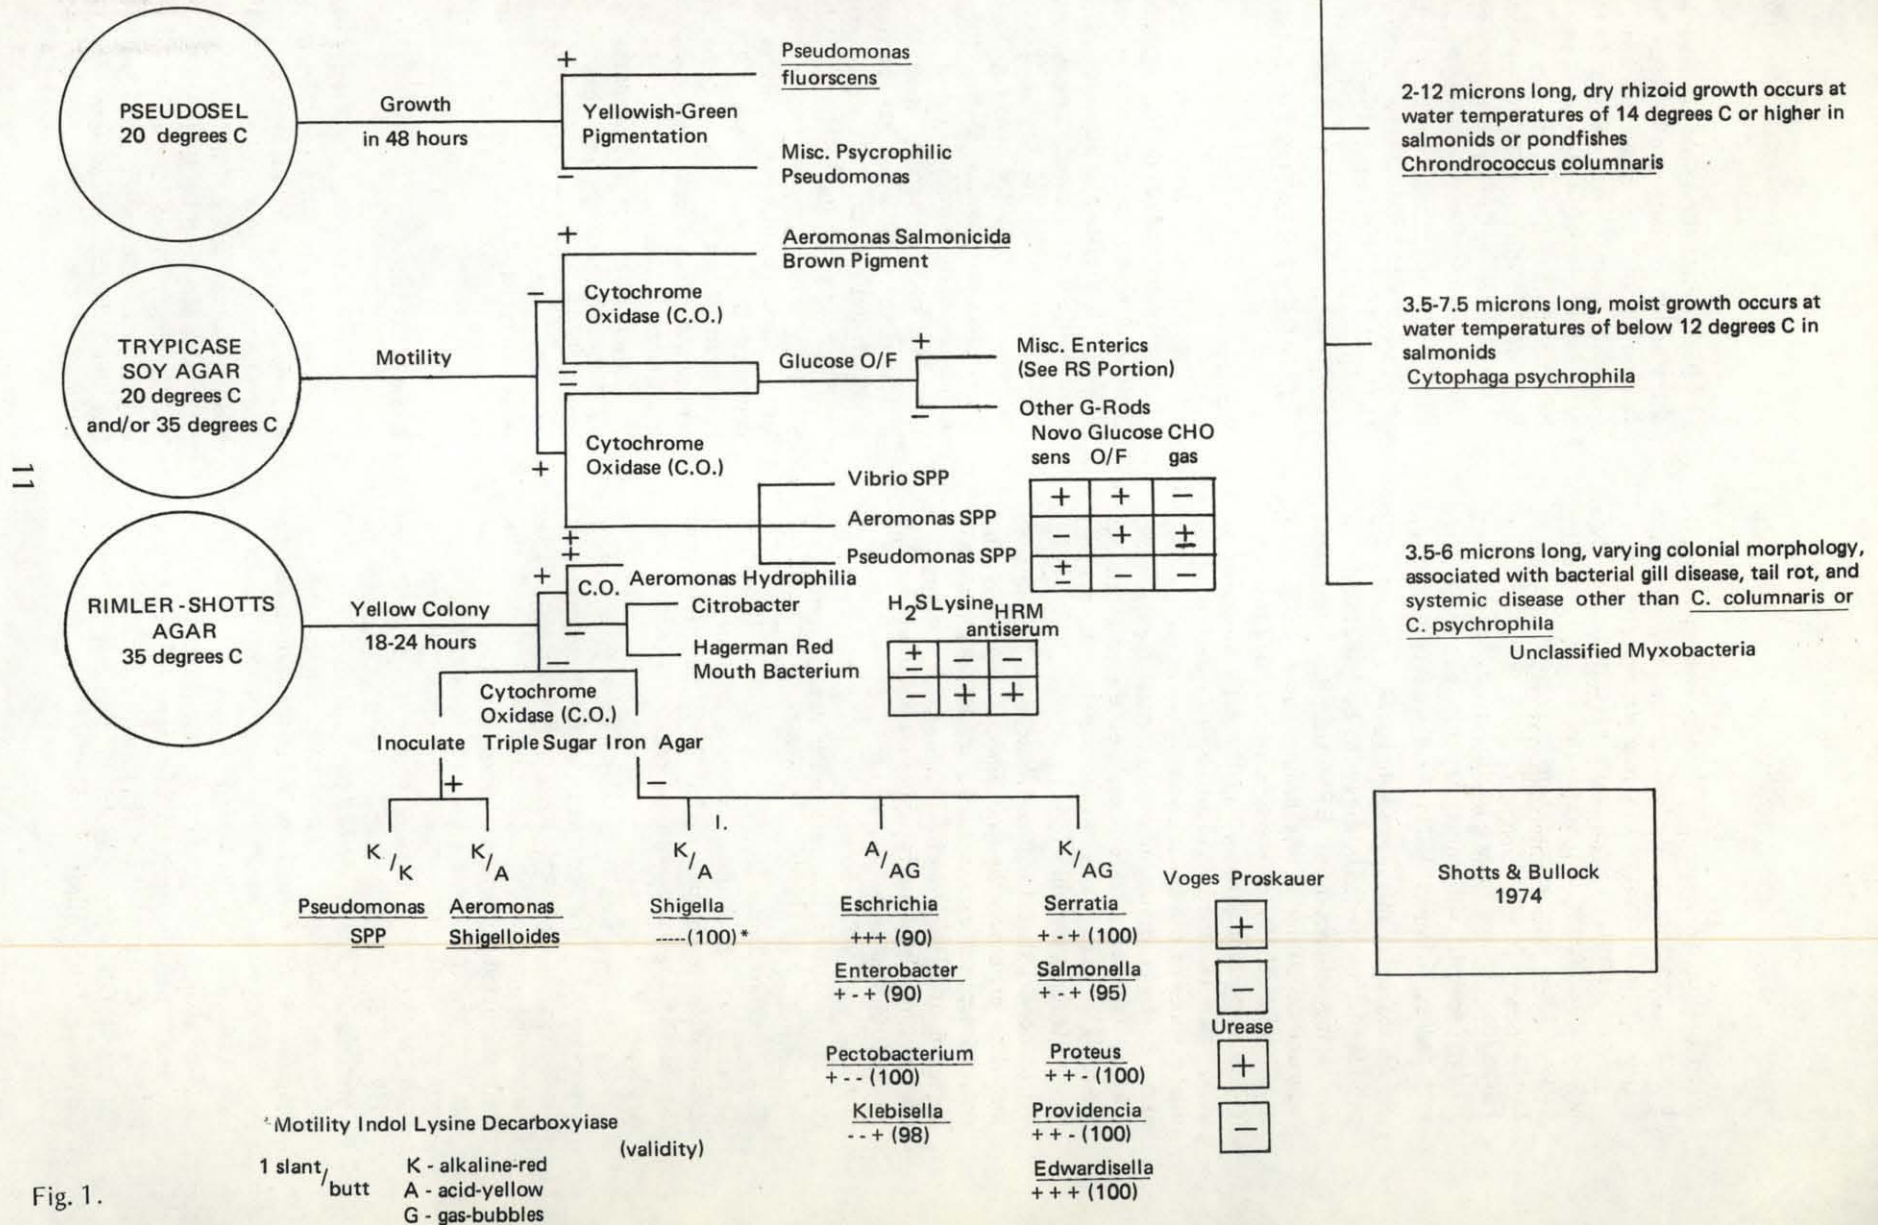 PSEUDOSEL
20 degrees C
Growth
in 48 hours
+
Yellowish-Green
Pigmentation
−
Pseudomonas
fluorscens
Misc. Psycrophilic
Pseudomonas
TRYPICASE
SOY AGAR
20 degrees C
and/or 35 degrees C
Motility
−
+
+
Cytochrome
Oxidase (C.O.)
−
Aeromonas Salmonicida
Brown Pigment
−
Cytochrome
Oxidase (C.O.)
+
Glucose O/F
+
Misc. Enterics
(See RS Portion)
−
Other G-Rods
Novo Glucose CHO
sens O/F gas
Vibrio SPP
+ + −
Aeromonas SPP
− + ±
Pseudomonas SPP
± − −
RIMLER-SHOTTS
AGAR
35 degrees C
Yellow Colony
18-24 hours
+
−
+
C.O.
−
Aeromonas Hydrophilia
Citrobacter
Hagerman Red
Mouth Bacterium
H2S Lysine HRM
antiserum
± − −
− + +
Cytochrome
Oxidase (C.O.)
Inoculate Triple Sugar Iron Agar
+
−
K/K
Pseudomonas
SPP
K/A
Aeromonas
Shigelloides
I.
K/A
Shigella
-----(100)*
A/AG
Eschrichia
+++ (90)
Enterobacter
+ - + (90)
Pectobacterium
+ - - (100)
Klebisella
- - + (98)
K/AG
Serratia
+ - + (100)
Salmonella
+ - + (95)
Proteus
+ + - (100)
Providencia
+ + - (100)
Edwardisella
+ + + (100)
Voges Proskauer
+
−
Urease
+
−
*Motility Indol Lysine Decarboxyiase
(validity)
1 slant/butt
K - alkaline-red
A - acid-yellow
G - gas-bubbles
Fig. 1.
11
2-12 microns long, dry rhizoid growth occurs at
water temperatures of 14 degrees C or higher in
salmonids or pondfishes
Chrondrococcus columnaris
3.5-7.5 microns long, moist growth occurs at
water temperatures of below 12 degrees C in
salmonids
Cytophaga psychrophila
3.5-6 microns long, varying colonial morphology,
associated with bacterial gill disease, tail rot, and
systemic disease other than C. columnaris or
C. psychrophila
Unclassified Myxobacteria
Shotts & Bullock
1974